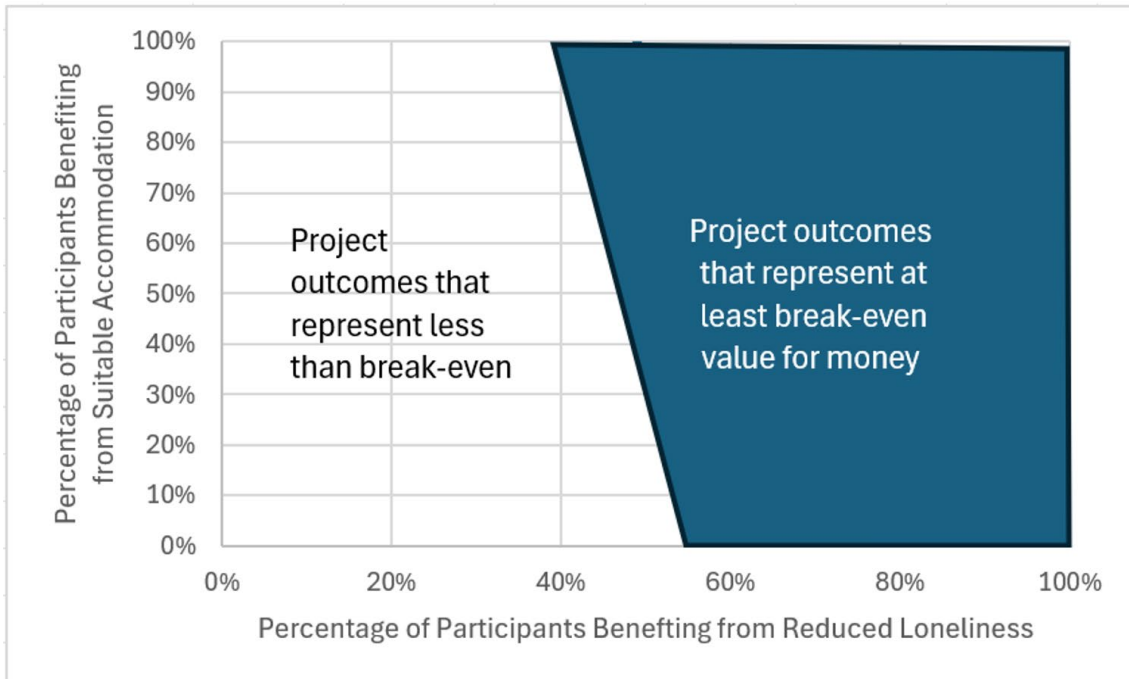 Percentage of Participants Benefiting
from Suitable Accommodation
100%
90%
80%
70%
60%
50%
40%
30%
20%
10%
0%
Project
outcomes that
represent less
than break-even
Project outcomes
that represent at
least break-even
value for money
0%
20%
40%
60%
80%
100%
Percentage of Participants Benefting from Reduced Loneliness